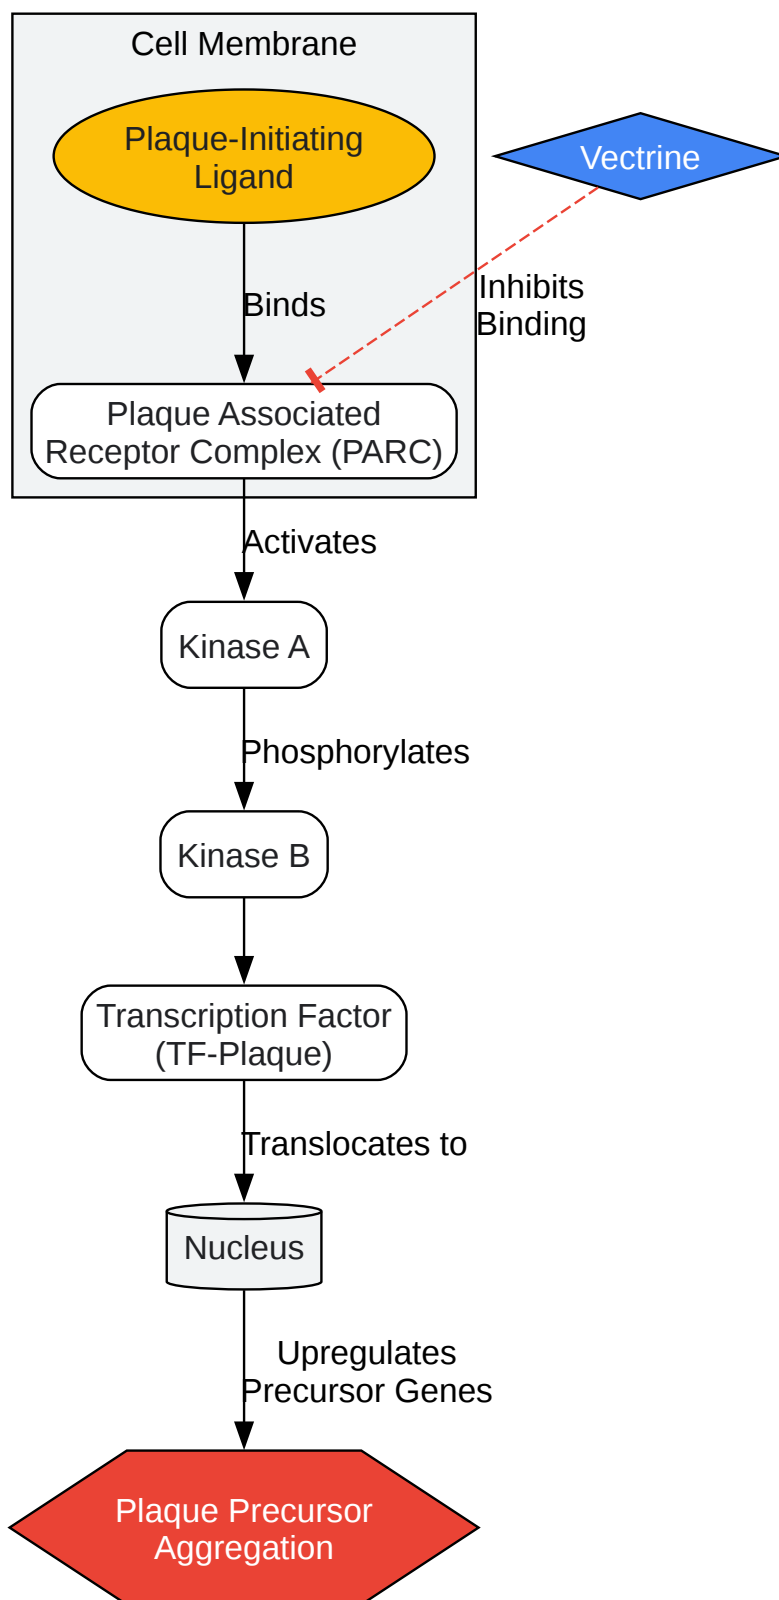 Cell Membrane
Plaque-Initiating
Ligand
Vectrine
Binds
Inhibits
Binding
Plaque Associated
Receptor Complex (PARC)
Activates
Kinase A
Phosphorylates
Kinase B
Transcription Factor
(TF-Plaque)
Translocates to
Nucleus
Upregulates
Precursor Genes
Plaque Precursor
Aggregation